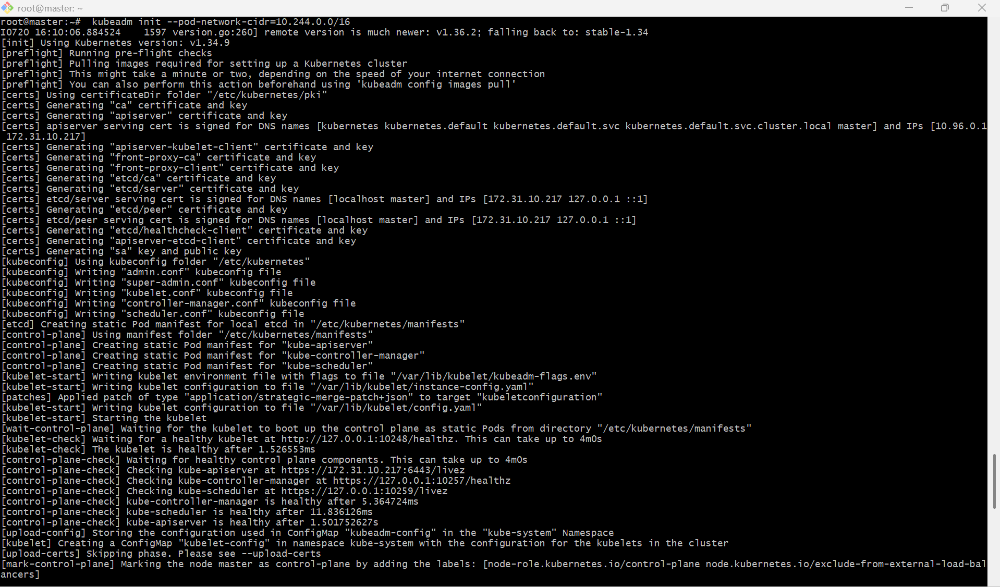 root@master: ~
root@master:~#  kubeadm init --pod-network-cidr=10.244.0.0/16
I0720 16:10:06.884524    1597 version.go:260] remote version is much newer: v1.36.2; falling back to: stable-1.34
[init] Using Kubernetes version: v1.34.9
[preflight] Running pre-flight checks
[preflight] Pulling images required for setting up a Kubernetes cluster
[preflight] This might take a minute or two, depending on the speed of your internet connection
[preflight] You can also perform this action beforehand using 'kubeadm config images pull'
[certs] Using certificateDir folder "/etc/kubernetes/pki"
[certs] Generating "ca" certificate and key
[certs] Generating "apiserver" certificate and key
[certs] apiserver serving cert is signed for DNS names [kubernetes kubernetes.default kubernetes.default.svc kubernetes.default.svc.cluster.local master] and IPs [10.96.0.1
 172.31.10.217]
[certs] Generating "apiserver-kubelet-client" certificate and key
[certs] Generating "front-proxy-ca" certificate and key
[certs] Generating "front-proxy-client" certificate and key
[certs] Generating "etcd/ca" certificate and key
[certs] Generating "etcd/server" certificate and key
[certs] etcd/server serving cert is signed for DNS names [localhost master] and IPs [172.31.10.217 127.0.0.1 ::1]
[certs] Generating "etcd/peer" certificate and key
[certs] etcd/peer serving cert is signed for DNS names [localhost master] and IPs [172.31.10.217 127.0.0.1 ::1]
[certs] Generating "etcd/healthcheck-client" certificate and key
[certs] Generating "apiserver-etcd-client" certificate and key
[certs] Generating "sa" key and public key
[kubeconfig] Using kubeconfig folder "/etc/kubernetes"
[kubeconfig] Writing "admin.conf" kubeconfig file
[kubeconfig] Writing "super-admin.conf" kubeconfig file
[kubeconfig] Writing "kubelet.conf" kubeconfig file
[kubeconfig] Writing "controller-manager.conf" kubeconfig file
[kubeconfig] Writing "scheduler.conf" kubeconfig file
[etcd] Creating static Pod manifest for local etcd in "/etc/kubernetes/manifests"
[control-plane] Using manifest folder "/etc/kubernetes/manifests"
[control-plane] Creating static Pod manifest for "kube-apiserver"
[control-plane] Creating static Pod manifest for "kube-controller-manager"
[control-plane] Creating static Pod manifest for "kube-scheduler"
[kubelet-start] Writing kubelet environment file with flags to file "/var/lib/kubelet/kubeadm-flags.env"
[kubelet-start] Writing kubelet configuration to file "/var/lib/kubelet/instance-config.yaml"
[patches] Applied patch of type "application/strategic-merge-patch+json" to target "kubeletconfiguration"
[kubelet-start] Writing kubelet configuration to file "/var/lib/kubelet/config.yaml"
[kubelet-start] Starting the kubelet
[wait-control-plane] Waiting for the kubelet to boot up the control plane as static Pods from directory "/etc/kubernetes/manifests"
[kubelet-check] Waiting for a healthy kubelet at http://127.0.0.1:10248/healthz. This can take up to 4m0s
[kubelet-check] The kubelet is healthy after 1.526553ms
[control-plane-check] Waiting for healthy control plane components. This can take up to 4m0s
[control-plane-check] Checking kube-apiserver at https://172.31.10.217:6443/livez
[control-plane-check] Checking kube-controller-manager at https://127.0.0.1:10257/healthz
[control-plane-check] Checking kube-scheduler at https://127.0.0.1:10259/livez
[control-plane-check] kube-controller-manager is healthy after 5.364724ms
[control-plane-check] kube-scheduler is healthy after 11.836126ms
[control-plane-check] kube-apiserver is healthy after 1.501752627s
[upload-config] Storing the configuration used in ConfigMap "kubeadm-config" in the "kube-system" Namespace
[kubelet] Creating a ConfigMap "kubelet-config" in namespace kube-system with the configuration for the kubelets in the cluster
[upload-certs] Skipping phase. Please see --upload-certs
[mark-control-plane] Marking the node master as control-plane by adding the labels: [node-role.kubernetes.io/control-plane node.kubernetes.io/exclude-from-external-load-bal
ancers]